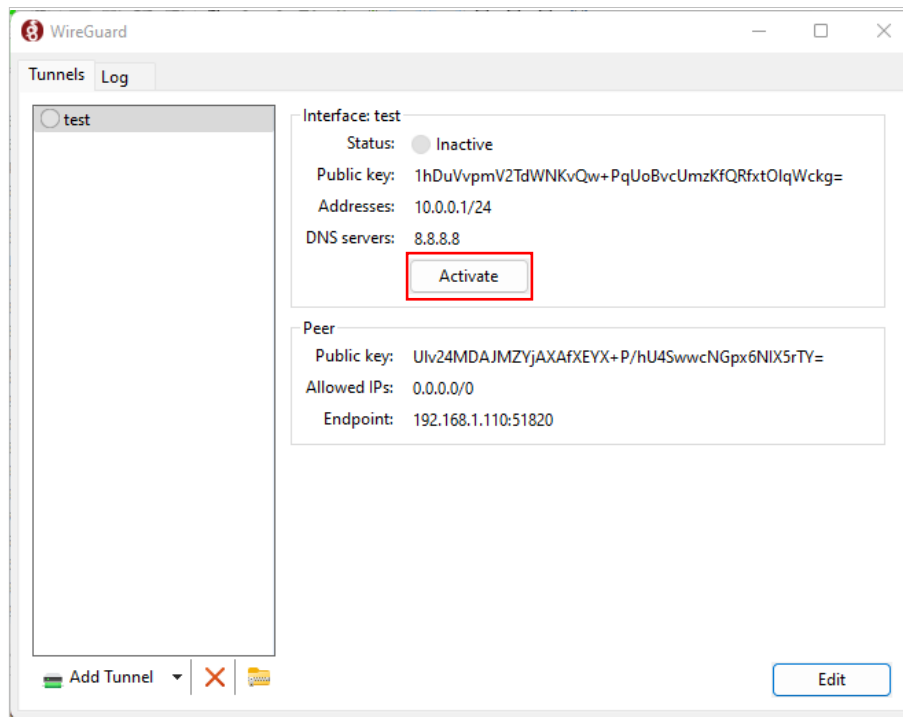 WireGuard
Tunnels Log
test
Interface: test
Status: Inactive
Public key: 1hDuVvpmV2TdWNKvQw+PqUoBvcUmzKfQRfxtOIqWckg=
Addresses: 10.0.0.1/24
DNS servers: 8.8.8.8
Activate
Peer
Public key: UIv24MDAJMZYjAXAfXEYX+P/hU4SwwcNGpx6NIX5rTY=
Allowed IPs: 0.0.0.0/0
Endpoint: 192.168.1.110:51820
Add Tunnel
Edit